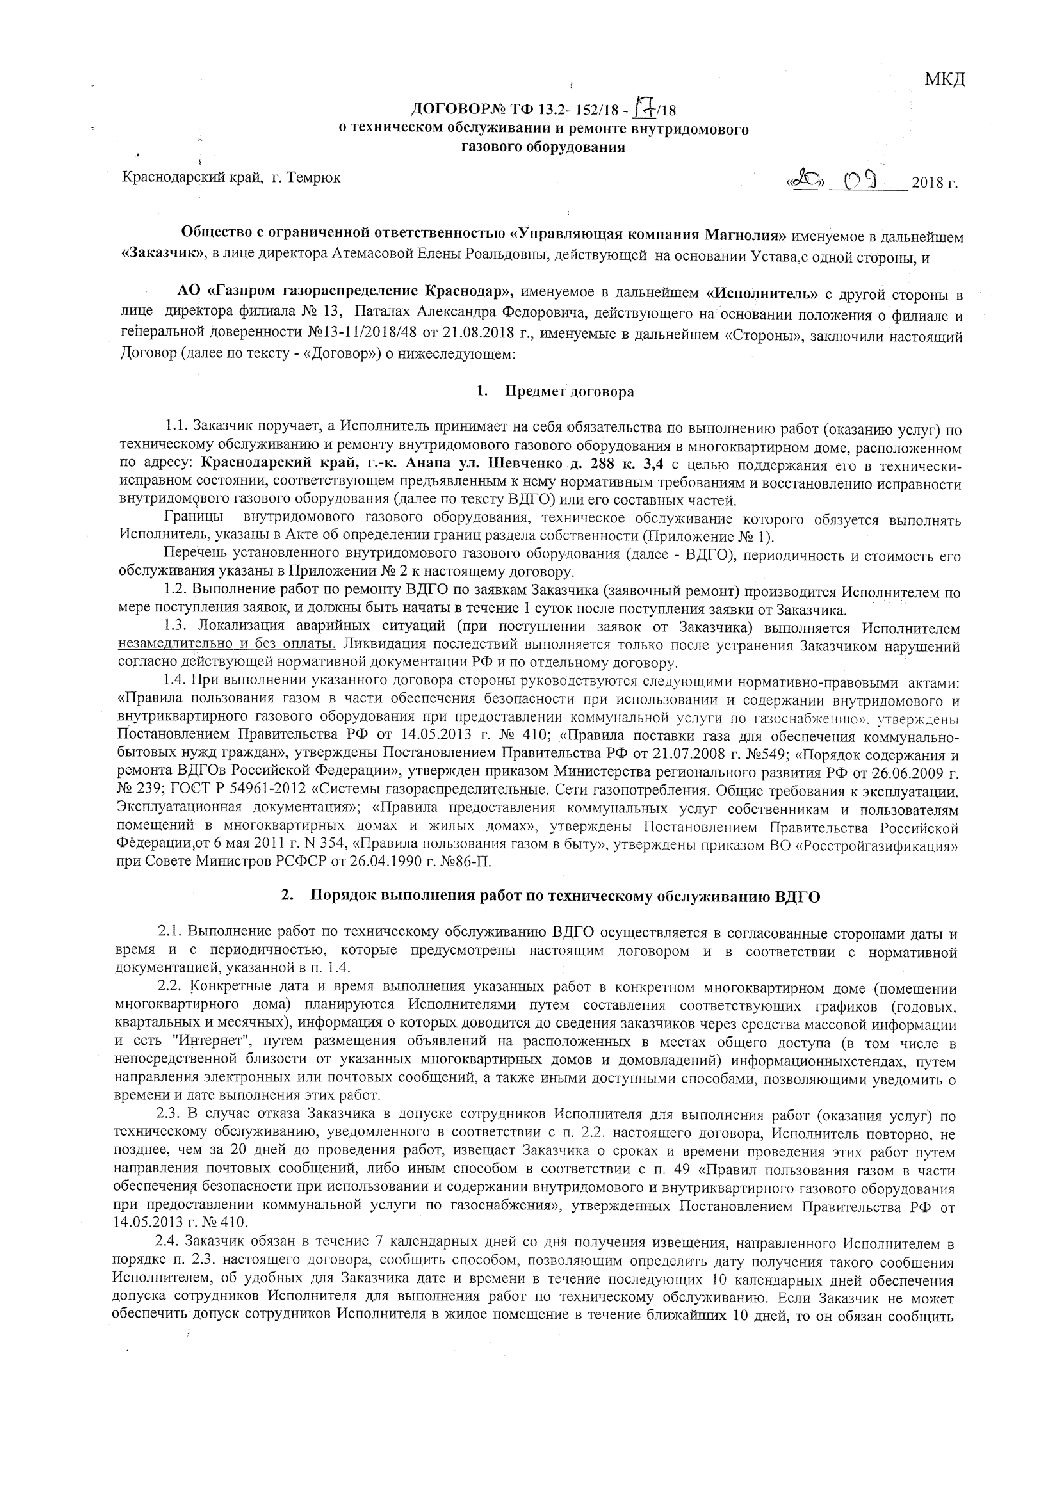 МКД
ДОГОВОР№ ТФ 13.2- 152/18 - 17/18
о техническом обслуживании и ремонте внутридомового
газового оборудования
Краснодарский край, г. Темрюк «20» 09 2018 г.
Общество с ограниченной ответственностью «Управляющая компания Магнолия» именуемое в дальнейшем
«Заказчик», в лице директора Атемасовой Елены Роальдовны, действующей на основании Устава,с одной стороны, и
АО «Газпром газораспределение Краснодар», именуемое в дальнейшем «Исполнитель» с другой стороны в
лице директора филиала № 13, Паталах Александра Федоровича, действующего на основании положения о филиале и
генеральной доверенности №13-11/2018/48 от 21.08.2018 г., именуемые в дальнейшем «Стороны», заключили настоящий
Договор (далее по тексту - «Договор») о нижеследующем:
1. Предмет договора
1.1. Заказчик поручает, а Исполнитель принимает на себя обязательства по выполнению работ (оказанию услуг) по
техническому обслуживанию и ремонту внутридомового газового оборудования в многоквартирном доме, расположенном
по адресу: Краснодарский край, г.-к. Анапа ул. Шевченко д. 288 к. 3,4 с целью поддержания его в технически-
исправном состоянии, соответствующем предъявленным к нему нормативным требованиям и восстановлению исправности
внутридомового газового оборудования (далее по тексту ВДГО) или его составных частей.
Границы внутридомового газового оборудования, техническое обслуживание которого обязуется выполнять
Исполнитель, указаны в Акте об определении границ раздела собственности (Приложение № 1).
Перечень установленного внутридомового газового оборудования (далее - ВДГО), периодичность и стоимость его
обслуживания указаны в Приложении № 2 к настоящему договору.
1.2. Выполнение работ по ремонту ВДГО по заявкам Заказчика (заявочный ремонт) производится Исполнителем по
мере поступления заявок, и должны быть начаты в течение 1 суток после поступления заявки от Заказчика.
1.3. Локализация аварийных ситуаций (при поступлении заявок от Заказчика) выполняется Исполнителем
незамедлительно и без оплаты. Ликвидация последствий выполняется только после устранения Заказчиком нарушений
согласно действующей нормативной документации РФ и по отдельному договору.
1.4. При выполнении указанного договора стороны руководствуются следующими нормативно-правовыми актами:
«Правила пользования газом в части обеспечения безопасности при использовании и содержании внутридомового и
внутриквартирного газового оборудования при предоставлении коммунальной услуги по газоснабжению», утверждены
Постановлением Правительства РФ от 14.05.2013 г. № 410; «Правила поставки газа для обеспечения коммунально-
бытовых нужд граждан», утверждены Постановлением Правительства РФ от 21.07.2008 г. №549; «Порядок содержания и
ремонта ВДГОв Российской Федерации», утвержден приказом Министерства регионального развития РФ от 26.06.2009 г.
№ 239; ГОСТ Р 54961-2012 «Системы газораспределительные. Сети газопотребления. Общие требования к эксплуатации.
Эксплуатационная документация»; «Правила предоставления коммунальных услуг собственникам и пользователям
помещений в многоквартирных домах и жилых домах», утверждены Постановлением Правительства Российской
Федерации,от 6 мая 2011 г. N 354, «Правила пользования газом в быту», утверждены приказом ВО «Росстройгазификация»
при Совете Министров РСФСР от 26.04.1990 г. №86-П.
2. Порядок выполнения работ по техническому обслуживанию ВДГО
2.1. Выполнение работ по техническому обслуживанию ВДГО осуществляется в согласованные сторонами даты и
время и с периодичностью, которые предусмотрены настоящим договором и в соответствии с нормативной
документацией, указанной в п. 1.4.
2.2. Конкретные дата и время выполнения указанных работ в конкретном многоквартирном доме (помещении
многоквартирного дома) планируются Исполнителями путем составления соответствующих графиков (годовых,
квартальных и месячных), информация о которых доводится до сведения заказчиков через средства массовой информации
и сеть "Интернет", путем размещения объявлений на расположенных в местах общего доступа (в том числе в
непосредственной близости от указанных многоквартирных домов и домовладений) информационныхстендах, путем
направления электронных или почтовых сообщений, а также иными доступными способами, позволяющими уведомить о
времени и дате выполнения этих работ.
2.3. В случае отказа Заказчика в допуске сотрудников Исполнителя для выполнения работ (оказания услуг) по
техническому обслуживанию, уведомленного в соответствии с п. 2.2. настоящего договора, Исполнитель повторно, не
позднее, чем за 20 дней до проведения работ, извещает Заказчика о сроках и времени проведения этих работ путем
направления почтовых сообщений, либо иным способом в соответствии с п. 49 «Правил пользования газом в части
обеспечения безопасности при использовании и содержании внутридомового и внутриквартирного газового оборудования
при предоставлении коммунальной услуги по газоснабжения», утвержденных Постановлением Правительства РФ от
14.05.2013 г. № 410.
2.4. Заказчик обязан в течение 7 календарных дней со дня получения извещения, направленного Исполнителем в
порядке п. 2.3. настоящего договора, сообщить способом, позволяющим определить дату получения такого сообщения
Исполнителем, об удобных для Заказчика дате и времени в течение последующих 10 календарных дней обеспечения
допуска сотрудников Исполнителя для выполнения работ по техническому обслуживанию. Если Заказчик не может
обеспечить допуск сотрудников Исполнителя в жилое помещение в течение ближайших 10 дней, то он обязан сообщить